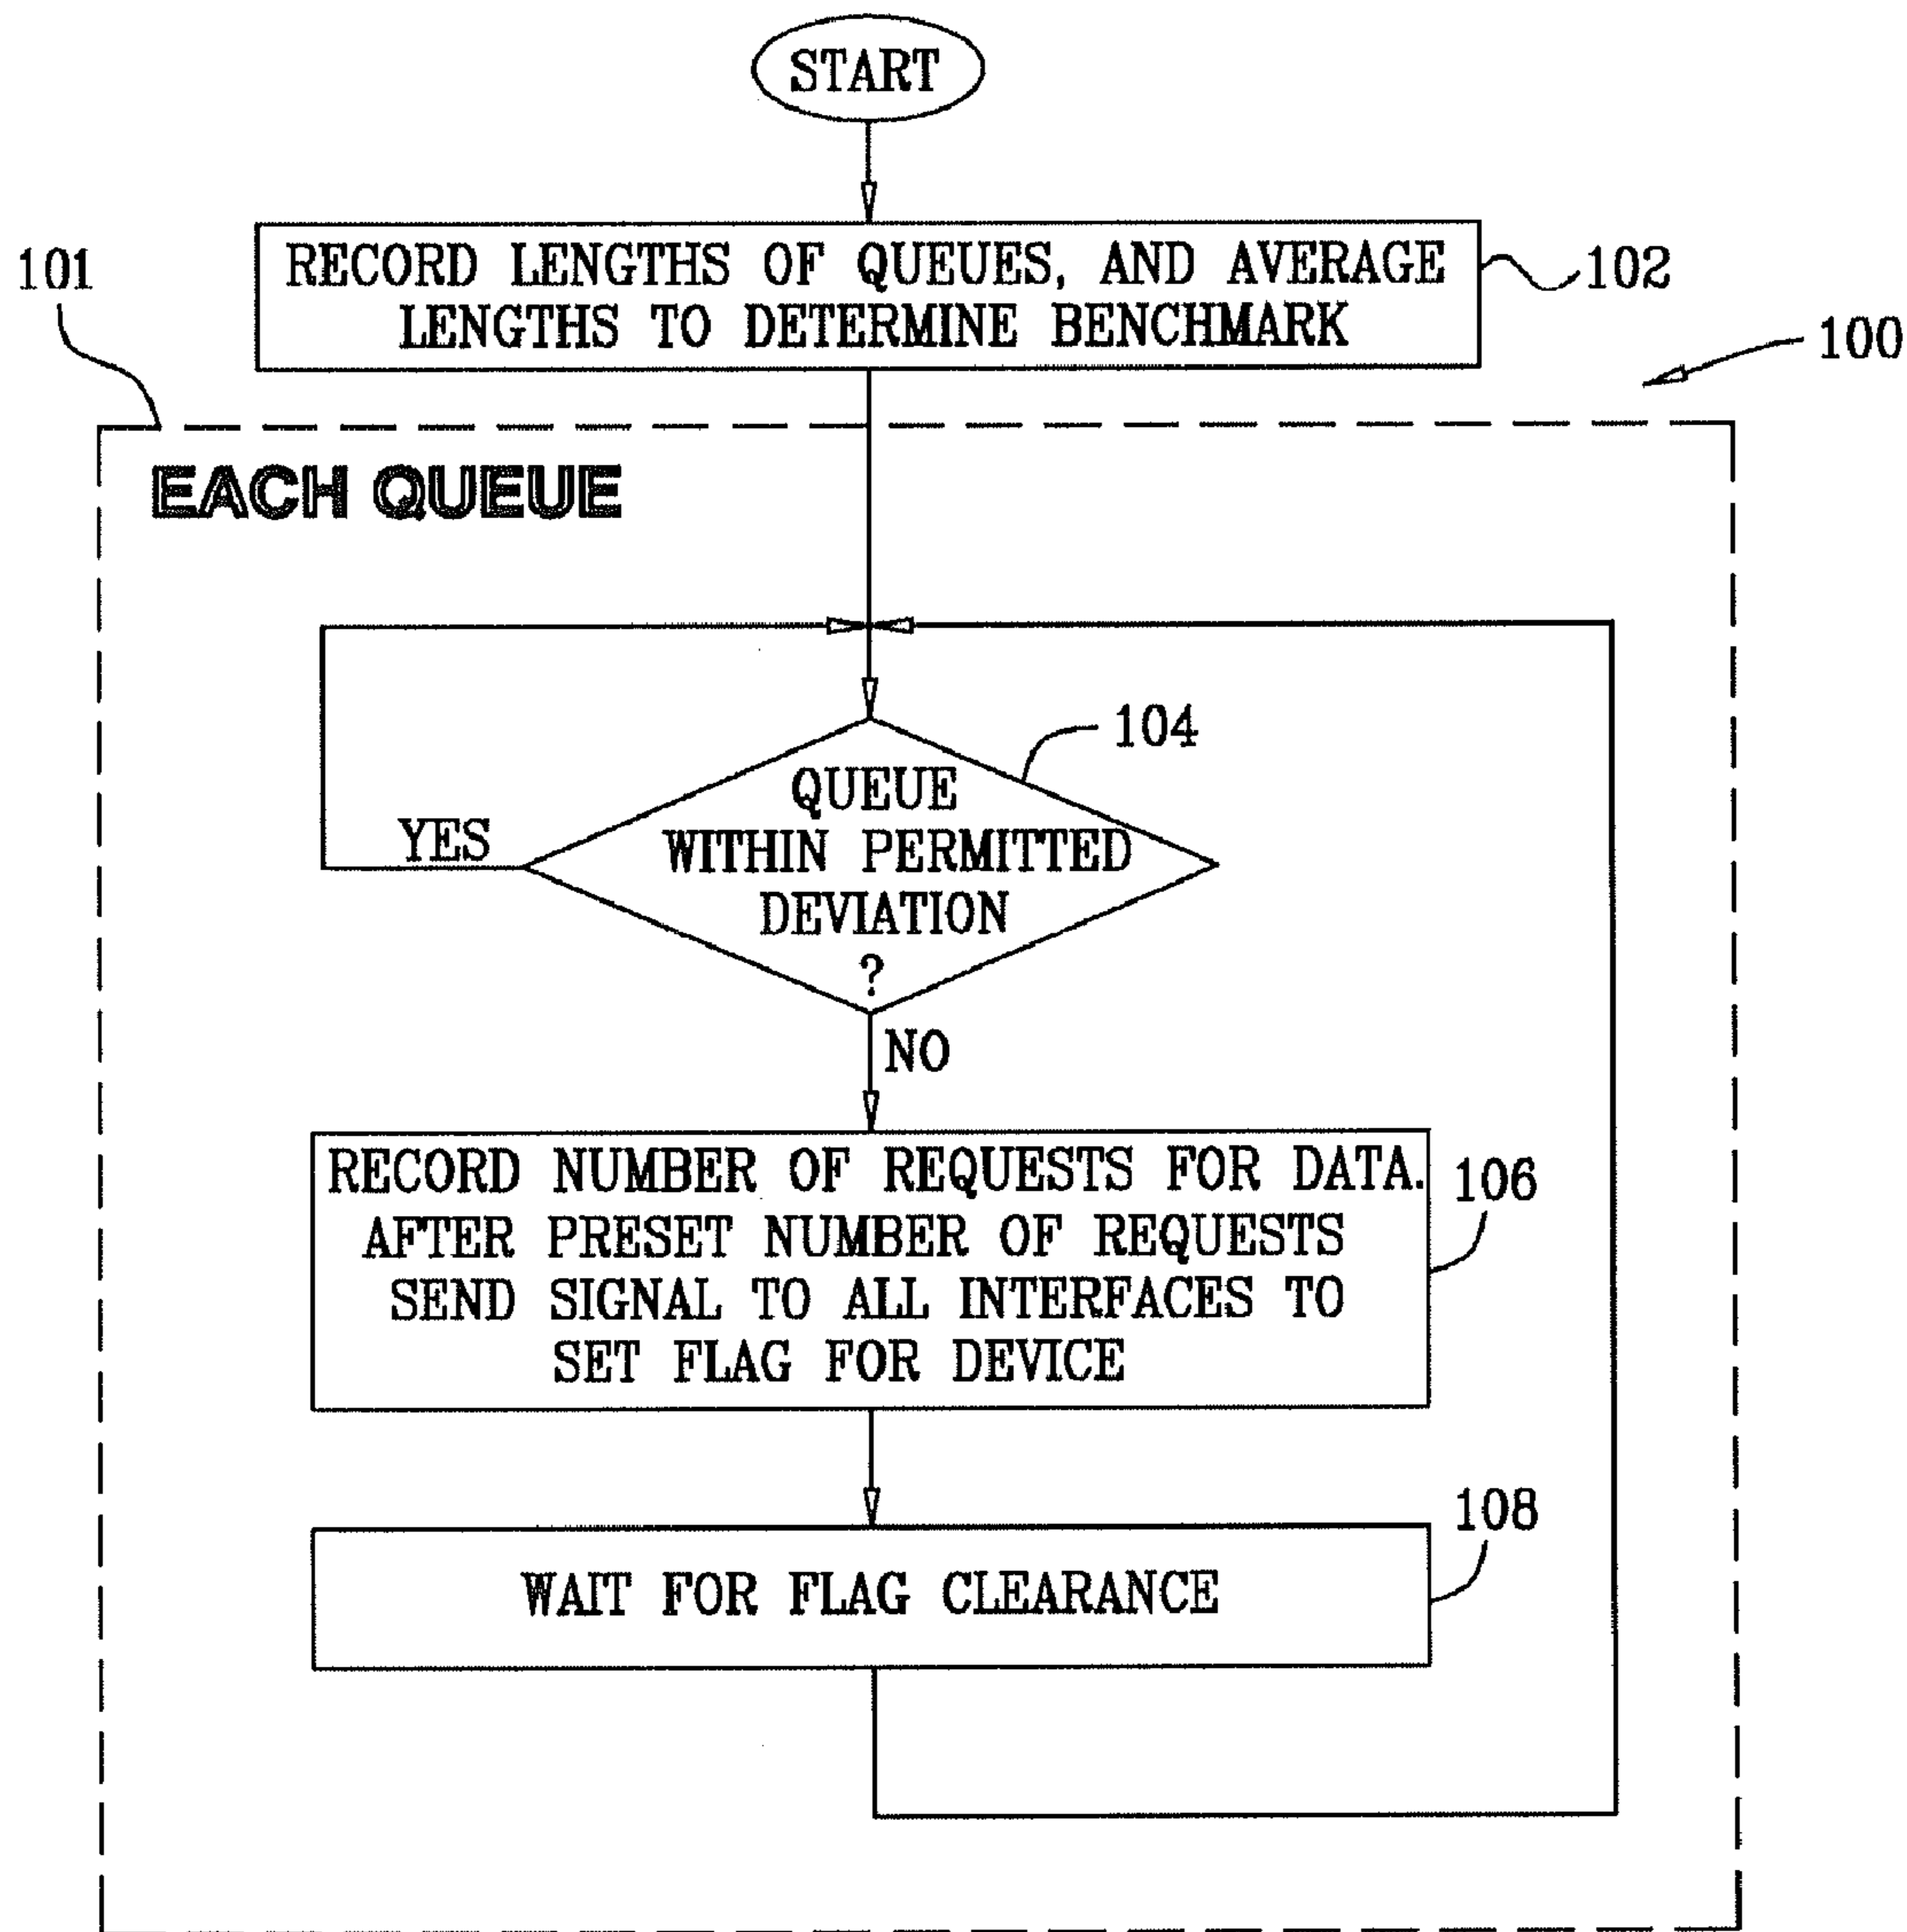 START
RECORD LENGTHS OF QUEUES, AND AVERAGE
LENGTHS TO DETERMINE BENCHMARK
102
101
100
EACH QUEUE
104
QUEUE
WITHIN PERMITTED
DEVIATION
?
YES
NO
RECORD NUMBER OF REQUESTS FOR DATA.
AFTER PRESET NUMBER OF REQUESTS
SEND SIGNAL TO ALL INTERFACES TO
SET FLAG FOR DEVICE
106
WAIT FOR FLAG CLEARANCE
108